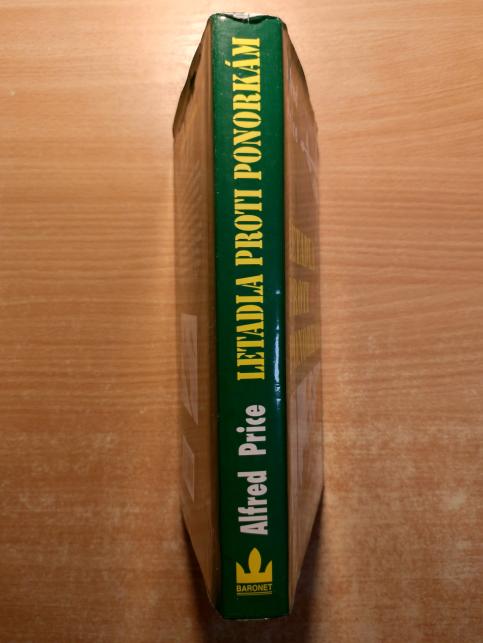 Alfred Price LETADLA PROTI PONORKÁM
BARONET